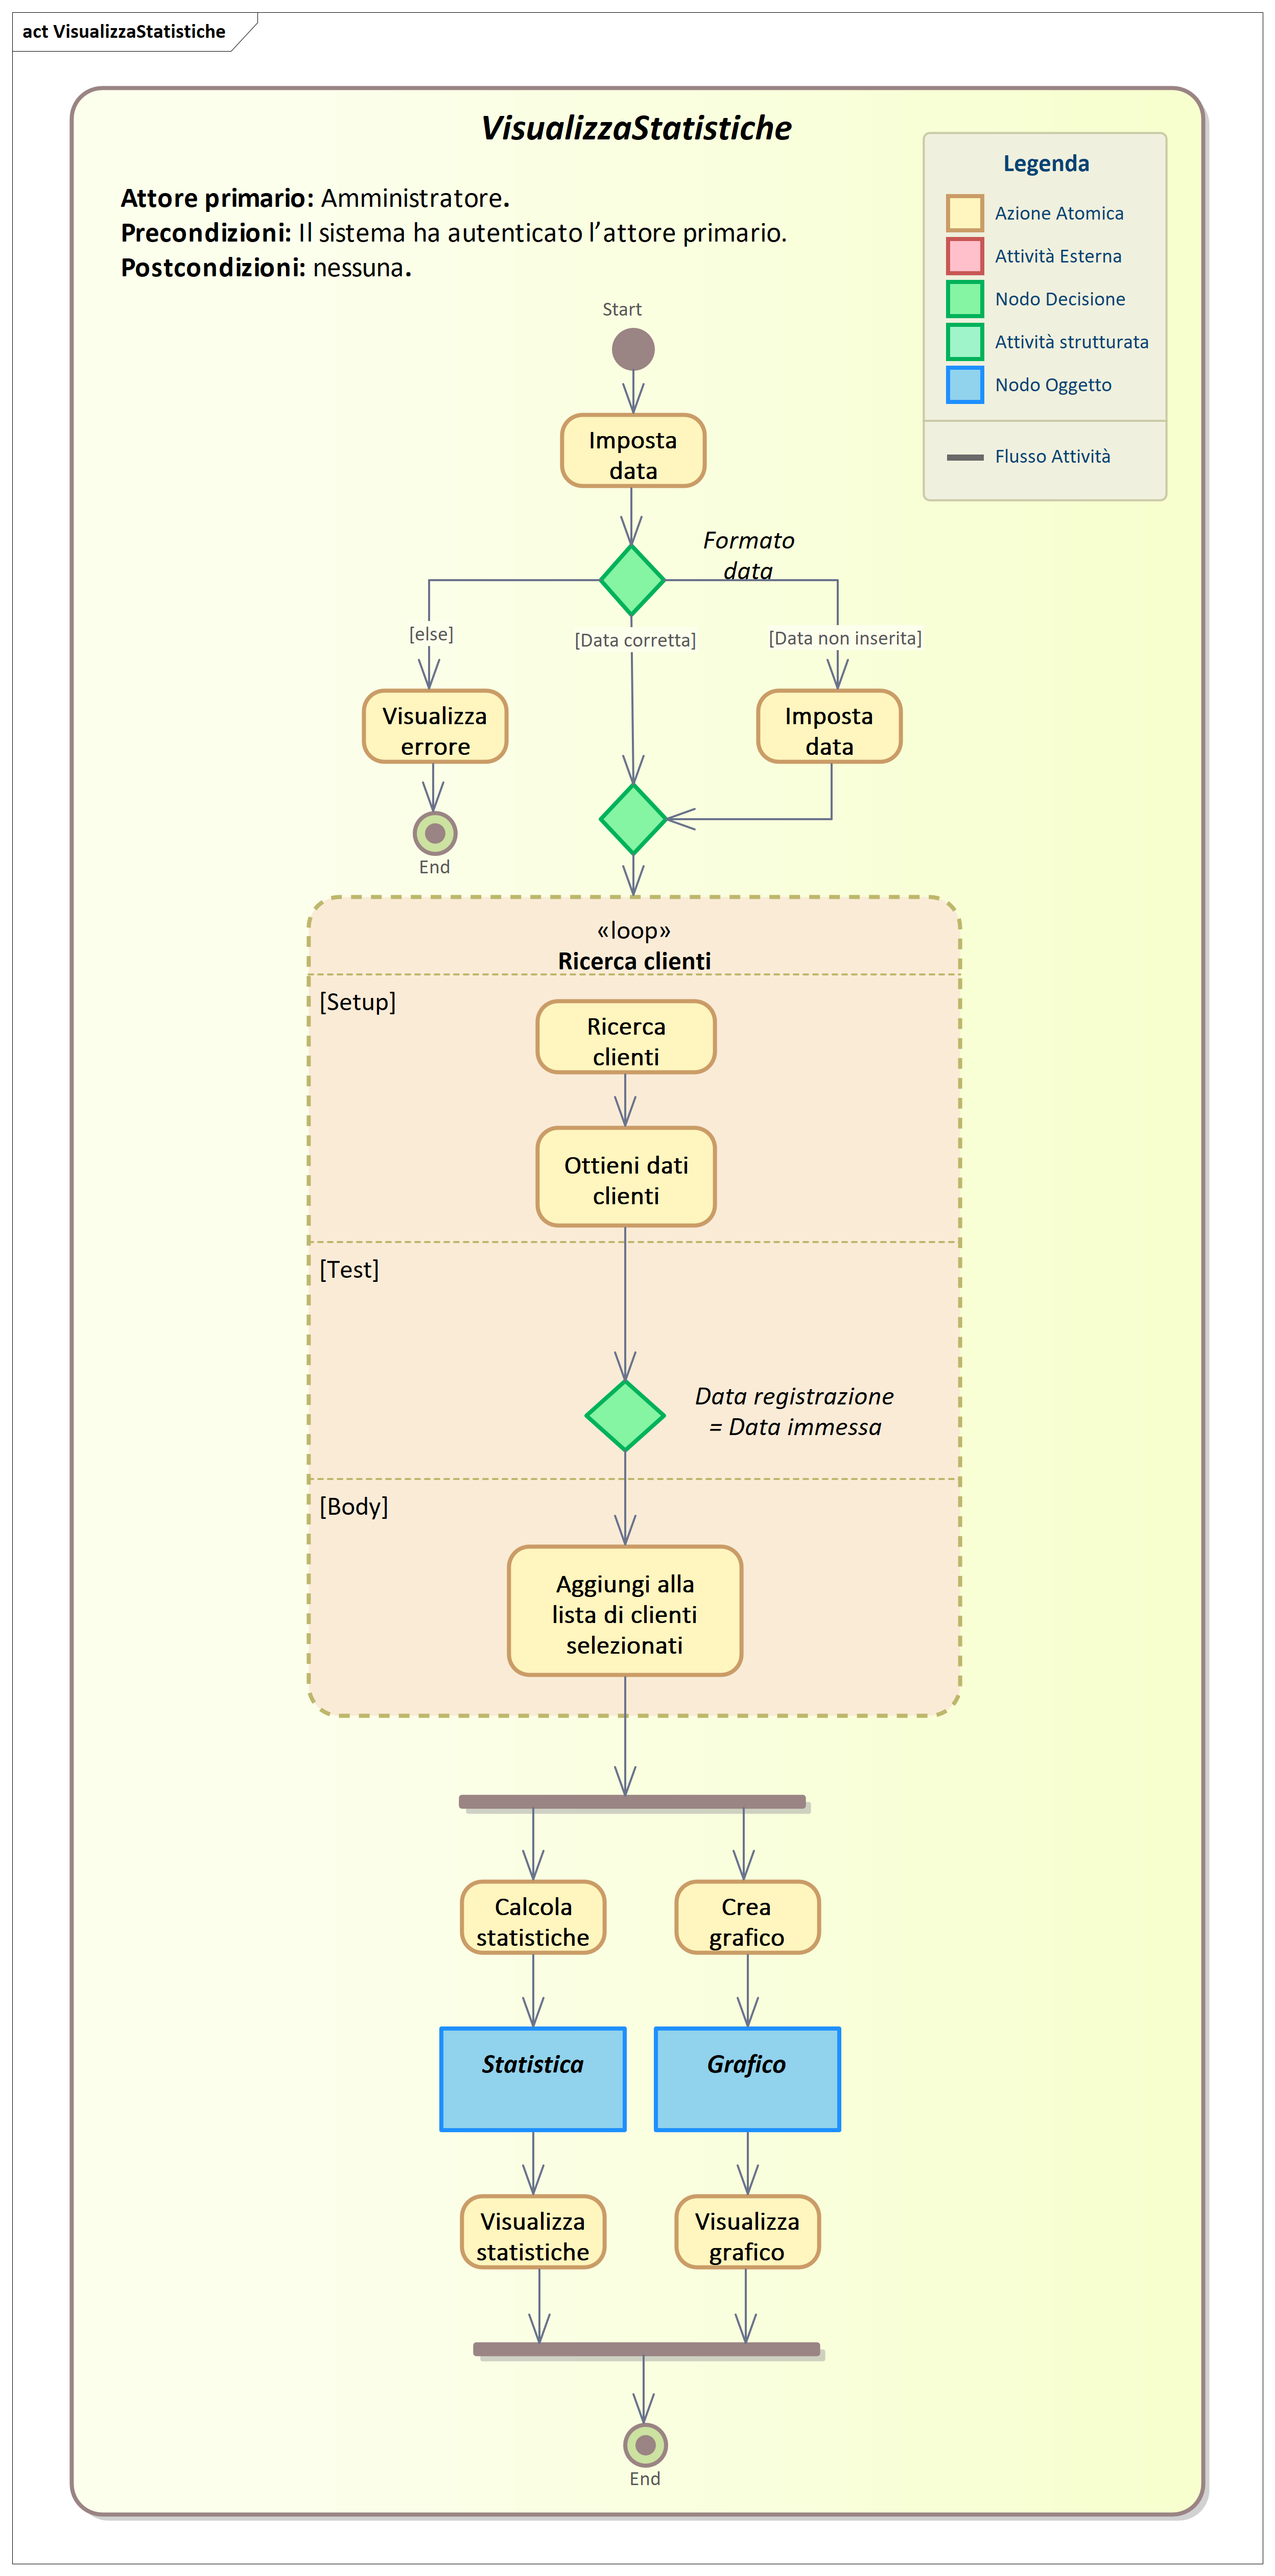 act VisualizzaStatistiche
VisualizzaStatistiche
Attore primario: Amministratore.
Precondizioni: Il sistema ha autenticato l’attore primario.
Postcondizioni: nessuna.
Legenda
Azione Atomica
Attività Esterna
Nodo Decisione
Attività strutturata
Nodo Oggetto
Flusso Attività
Start
Imposta
data
Formato
data
[else]
[Data corretta]
[Data non inserita]
Visualizza
errore
Imposta
data
End
«loop»
Ricerca clienti
[Setup]
Ricerca
clienti
Ottieni dati
clienti
[Test]
Data registrazione
= Data immessa
[Body]
Aggiungi alla
lista di clienti
selezionati
Calcola
statistiche
Crea
grafico
Statistica
Grafico
Visualizza
statistiche
Visualizza
grafico
End